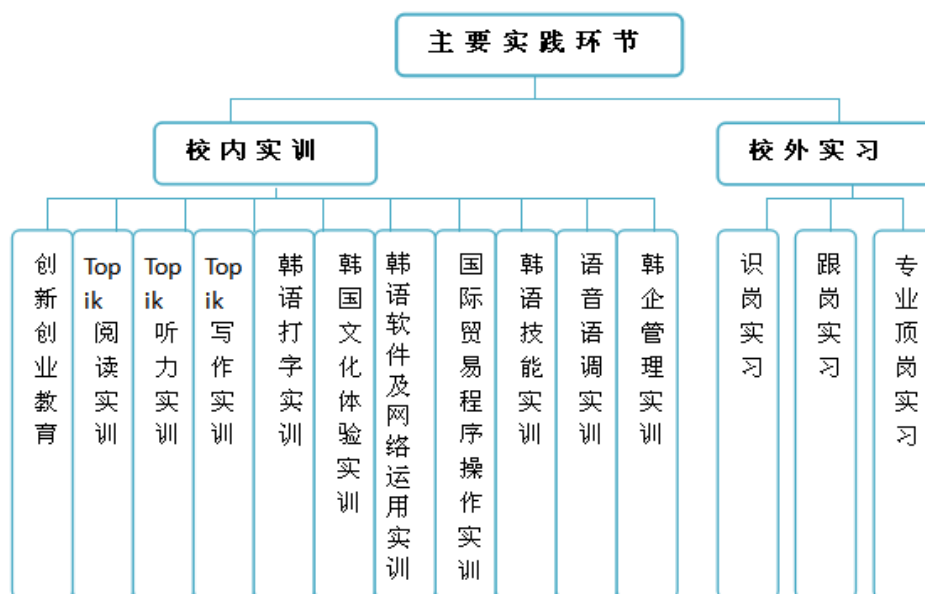 主要实践环节
校内实训
校外实习
创新创业教育
Topik阅读实训
Topik听力实训
Topik写作实训
韩语打字实训
韩国文化体验实训
韩语软件及网络运用实训
国际贸易程序操作实训
韩语技能实训
语音语调实训
韩企管理实训
识岗实习
跟岗实习
专业顶岗实习